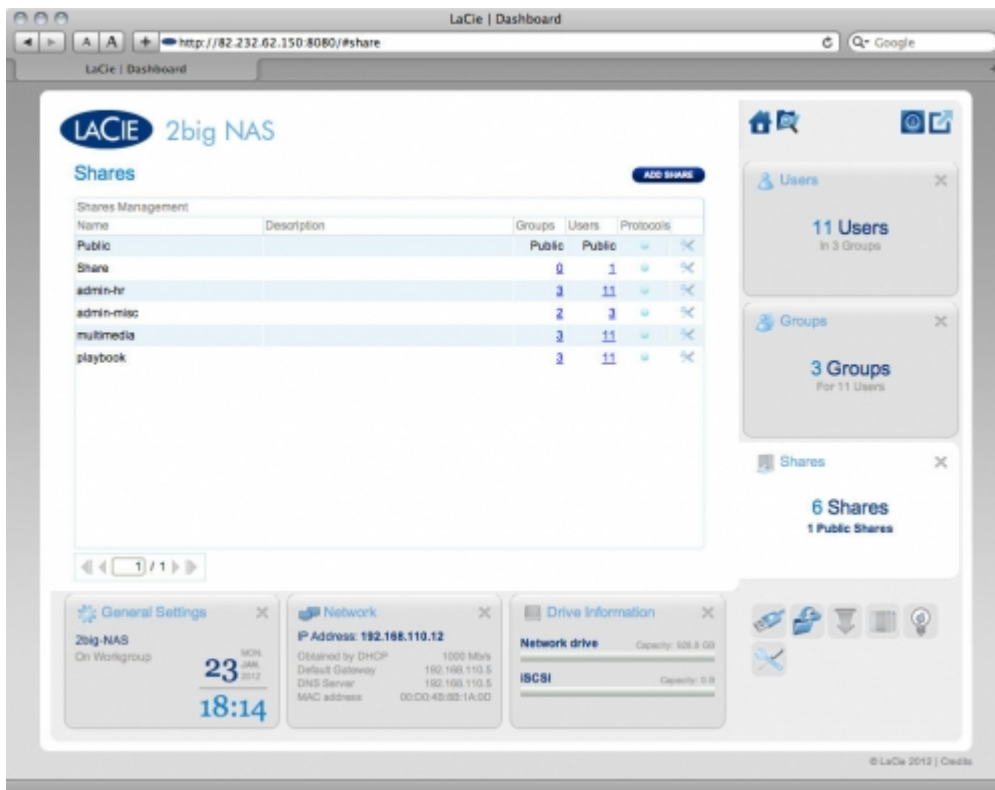 LaCie | Dashboard
A A + http://82.232.62.150:8080/#share Google
LaCie | Dashboard
LACIE 2big NAS
Shares
ADD SHARE
Shares Management
Name Description Groups Users Protocols
Public Public Public
Share 0 1
admin-hr 3 11
admin-misc 2 3
multimedia 3 11
playbook 3 11
1 / 1
Users
11 Users
In 3 Groups
Groups
3 Groups
For 11 Users
Shares
6 Shares
1 Public Shares
General Settings
2big-NAS
On Workgroup
23 MON. JAN. 2012
18:14
Network
IP Address: 192.168.110.12
Obtained by DHCP 1000 Mb/s
Default Gateway 192.168.110.5
DNS Server 192.168.110.5
MAC address
Drive Information
Network drive Capacity:
iSCSI Capacity: 0 B
© LaCie 2012 | Credits